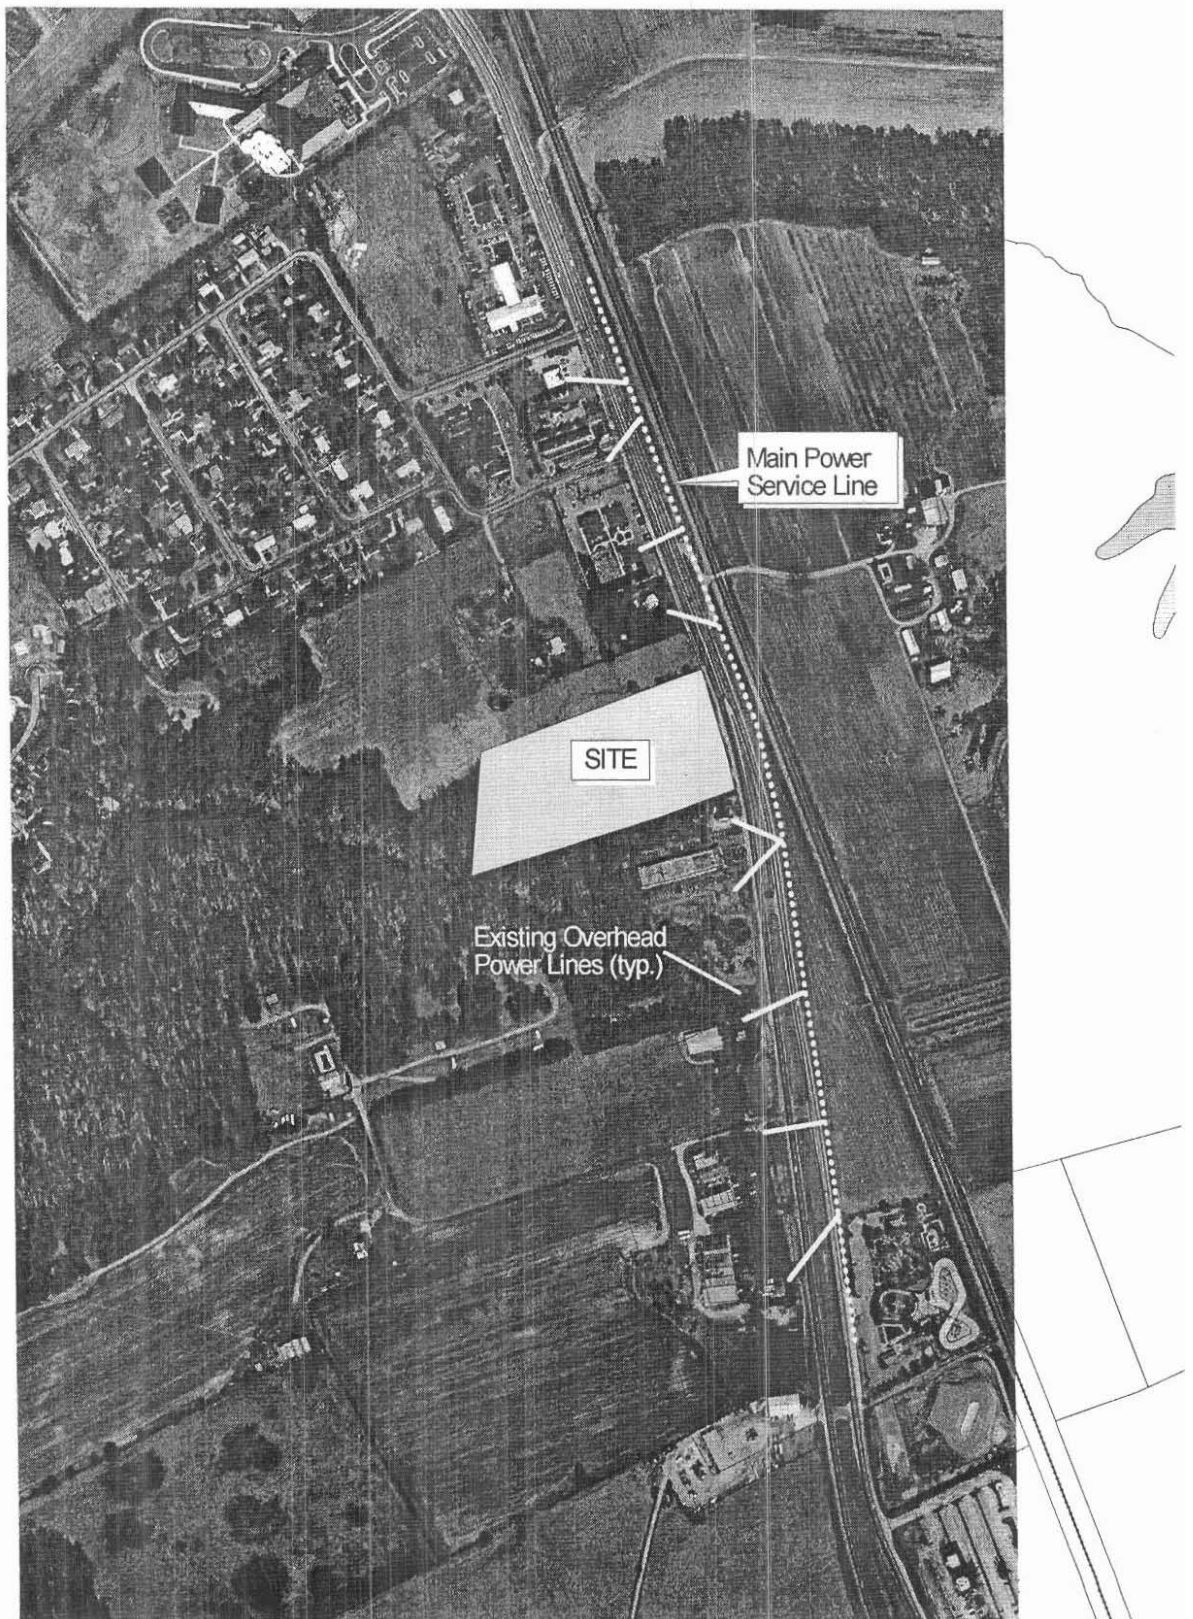 Main Power
Service Line
SITE
Existing Overhead
Power Lines (typ.)